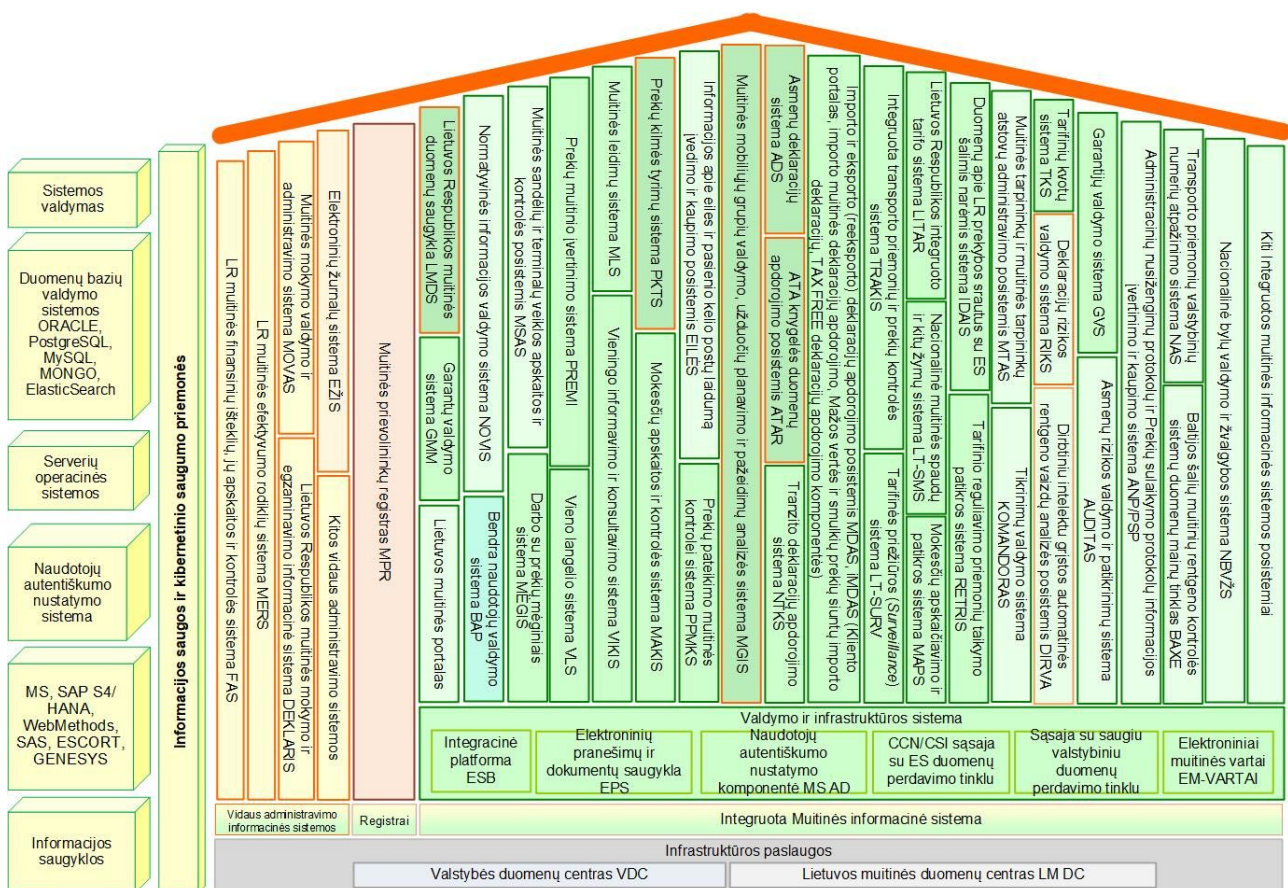 Sistemos
valdymas
Duomenų bazių
valdymo
sistemos
ORACLE,
PostgreSQL,
MySQL,
MONGO,
ElasticSearch
Serverių
operacinės
sistemos
Naudotojų
autentiškumo
nustatymo
sistema
MS, SAP S4/
HANA,
WebMethods,
SAS, ESCORT,
GENESYS
Informacijos
saugyklos
Informacijos saugos ir kibernetinio saugumo priemonės
LR muitinės finansinių išteklių, jų apskaitos ir kontrolės sistema FAS
LR muitinės efektyvumo rodiklių sistema MERS
Muitinės mokymo valdymo ir
administravimo sistema MOVAS
Lietuvos Respublikos muitinės mokymo ir
egzaminavimo informacinė sistema DEKLARIS
Elektroninių žurnalų sistema EŽIS
Kitos vidaus administravimo sistemos
Muitinės prievolininkų registras MPR
Lietuvos Respublikos muitinės
duomenų saugykla LMDS
Garantų valdymo
sistema GMM
Lietuvos muitinės portalas
Normatyvinės informacijos valdymo sistema NOVIS
Bendra naudotojų valdymo
sistema BAP
Muitinės sandėlių ir terminalų veiklos apskaitos ir
kontrolės posistemis MSAS
Darbo su prekių mėginiais
sistema MĖGIS
Prekių muitinio įvertinimo sistema PREMI
Vieno langelio sistema VLS
Muitinės leidimų sistema MLS
Vieningo informavimo ir konsultavimo sistema VIKIS
Prekių kilmės tyrimų sistema PKTS
Mokesčių apskaitos ir kontrolės sistema MAKIS
Informacijos apie eiles ir pasienio kelio postų laidumą
įvedimo ir kaupimo posistemis EILĖS
Prekių pateikimo muitinės
kontrolei sistema PPMKS
Muitinės mobiliųjų grupių valdymo, užduočių planavimo ir pažeidimų analizės sistema MGIS
Asmenų deklaracijų
sistema ADS
ATA knygelės duomenų
apdorojimo posistemis ATAR
Tranzito deklaracijų apdorojimo
sistema NTKS
Importo ir eksporto (reeksporto) deklaracijų apdorojimo posistemis MDAS, iMDAS (Kliento
portalas, importo muitinės deklaracijų apdorojimo, Mažos vertės ir smulkių prekių siuntų importo
deklaracijų, TAX FREE deklaracijų apdorojimo komponentės)
Integruota transporto priemonių ir prekių kontrolės
sistema TRAKIS
Tarifinės priežiūros (Surveillance)
sistema LT-SURV
Lietuvos Respublikos integruoto
tarifo sistema LITAR
Nacionalinė muitinės spaudų
ir kitų žymų sistema LT-SMS
Mokesčių apskaičiavimo ir
patikros sistema MAPS
Duomenų apie LR prekybos srautus su ES
šalimis narėmis sistema IDAIS
Tarifinio reguliavimo priemonių taikymo
patikros sistema RETRIS
Muitinės tarpininkų ir muitinės tarpininkų
atstovų administravimo posistemis MTAS
Tikrinimų valdymo sistema
KOMANDORAS
Tarifinių kvotų
sistema TKS
Deklaracijų rizikos
valdymo sistema RIKS
Dirbtiniu intelektu grįstos automatinės
rentgeno vaizdų analizės posistemis DIRVA
Garantijų valdymo sistema
GVS
Asmenų rizikos valdymo ir patikrinimų sistema
AUDITAS
Administracinių nusižengimų protokolų ir Prekių sulaikymo protokolų informacijos
įvertinimo ir kaupimo sistema ANP/PSP
Transporto priemonių valstybinių
numerių atpažinimo sistema NAS
Baltijos šalių muitinių rentgeno kontrolės
sistemų duomenų mainų tinklas BAXE
Nacionalinė bylų valdymo ir žvalgybos sistema NBVŽS
Kiti Integruotos muitinės informacinės sistemos posistemiai
Valdymo ir infrastruktūros sistema
Integracinė
platforma
ESB
Elektroninių
pranešimų ir
dokumentų saugykla
EPS
Naudotojų
autentiškumo
nustatymo
komponentė MS AD
CCN/CSI sąsaja
su ES duomenų
perdavimo tinklu
Sąsaja su saugiu
valstybiniu
duomenų
perdavimo tinklu
Elektroniniai
muitinės vartai
EM-VARTAI
Vidaus administravimo
informacinės sistemos
Registrai
Integruota Muitinės informacinė sistema
Infrastruktūros paslaugos
Valstybės duomenų centras VDC
Lietuvos muitinės duomenų centras LM DC